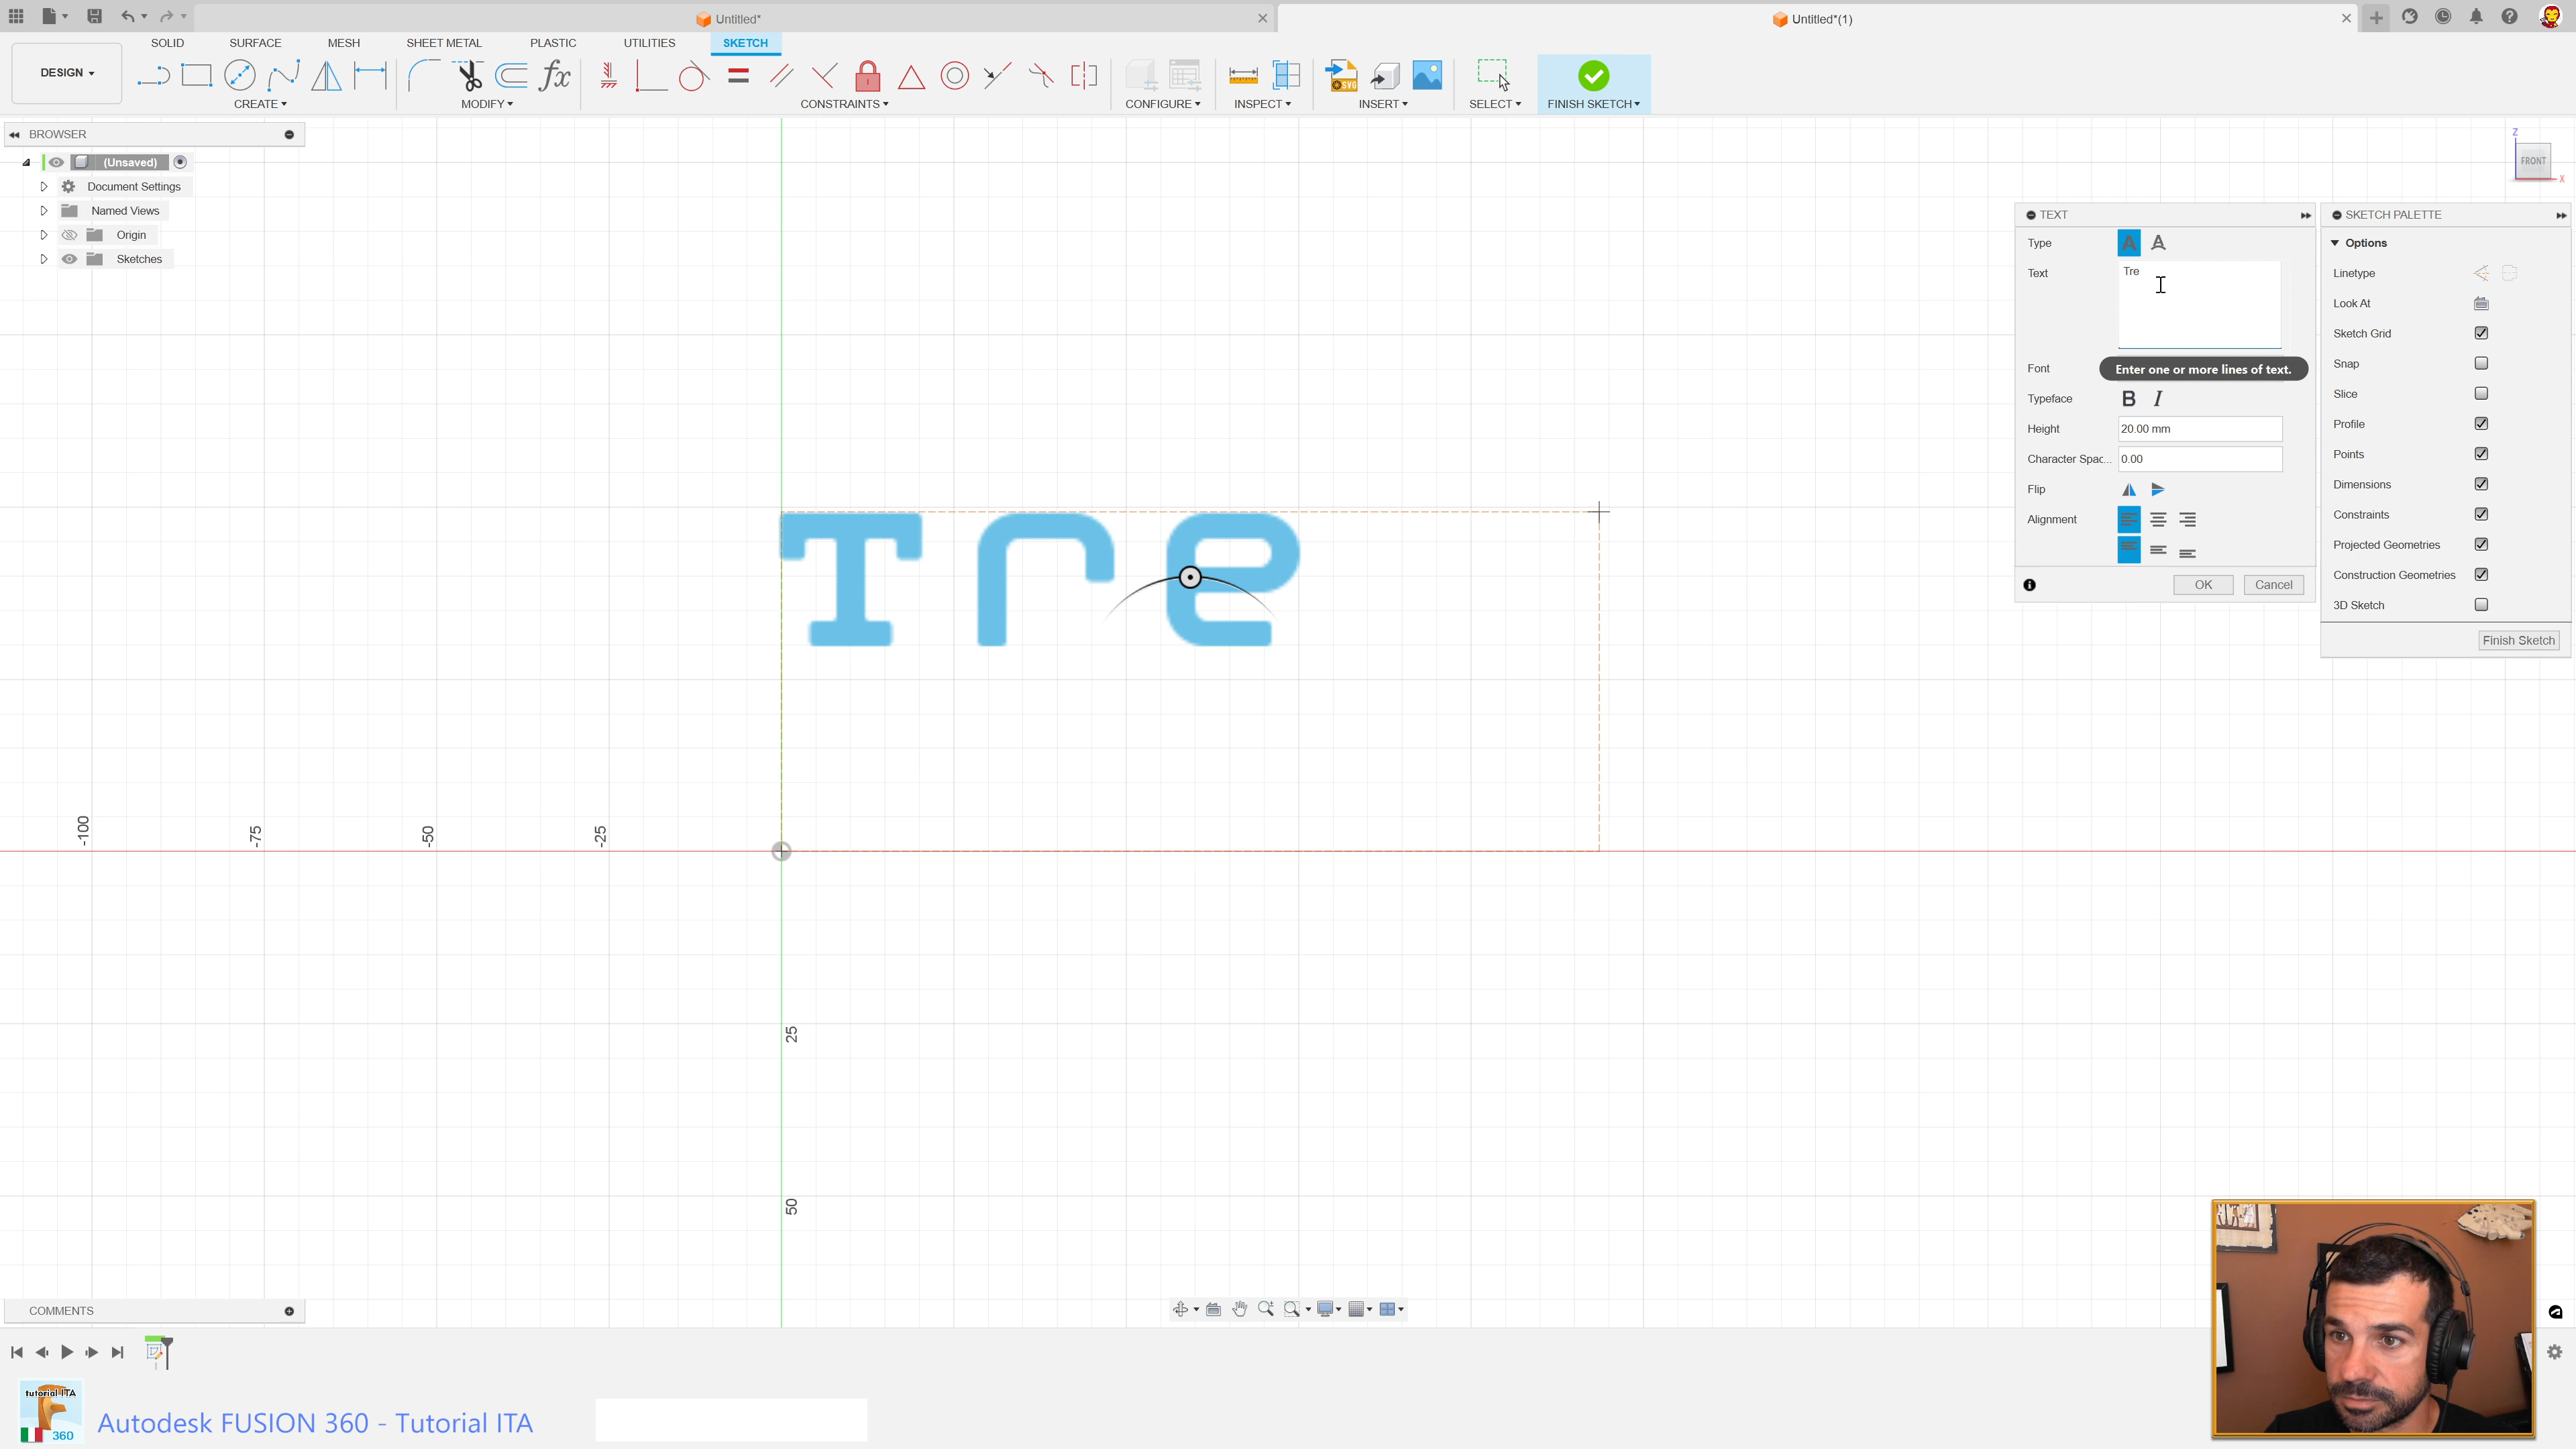 Untitled*
Untitled*(1)
SOLID
SURFACE
MESH
SHEET METAL
PLASTIC
UTILITIES
SKETCH
DESIGN
CREATE
MODIFY
fx
CONSTRAINTS
CONFIGURE
INSPECT
SVG
INSERT
SELECT
FINISH SKETCH
BROWSER
(Unsaved)
Document Settings
Named Views
Origin
Sketches
Z
FRONT
X
TEXT
Type
A
A
Text
Tre
Font
Enter one or more lines of text.
Typeface
B
I
Height
20.00 mm
Character Spac...
0.00
Flip
Alignment
OK
Cancel
SKETCH PALETTE
Options
Linetype
Look At
Sketch Grid
Snap
Slice
Profile
Points
Dimensions
Constraints
Projected Geometries
Construction Geometries
3D Sketch
Finish Sketch
Tre
-100
-75
-50
-25
25
50
COMMENTS
tutorial ITA
360
Autodesk FUSION 360 - Tutorial ITA